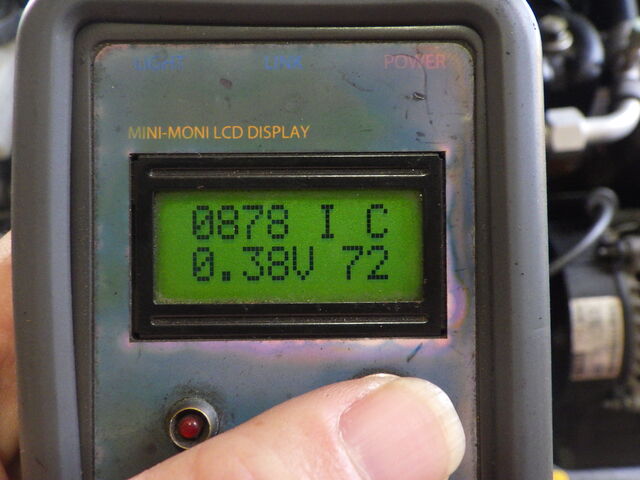 LIGHT LINK POWER
MINI-MONI LCD DISPLAY
0878 I C
0.38V 72